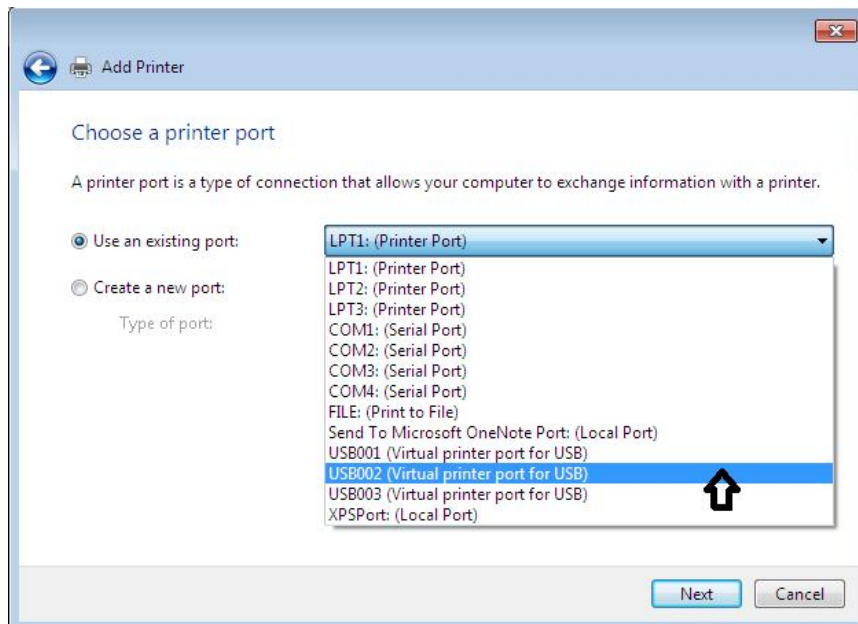 Add Printer
Choose a printer port
A printer port is a type of connection that allows your computer to exchange information with a printer.
Use an existing port:
LPT1: (Printer Port)
LPT1: (Printer Port)
LPT2: (Printer Port)
Create a new port:
LPT3: (Printer Port)
Type of port:
COM1: (Serial Port)
COM2: (Serial Port)
COM3: (Serial Port)
COM4: (Serial Port)
FILE: (Print to File)
Send To Microsoft OneNote Port: (Local Port)
USB001 (Virtual printer port for USB)
USB002 (Virtual printer port for USB)
USB003 (Virtual printer port for USB)
XPSPort: (Local Port)
Next
Cancel